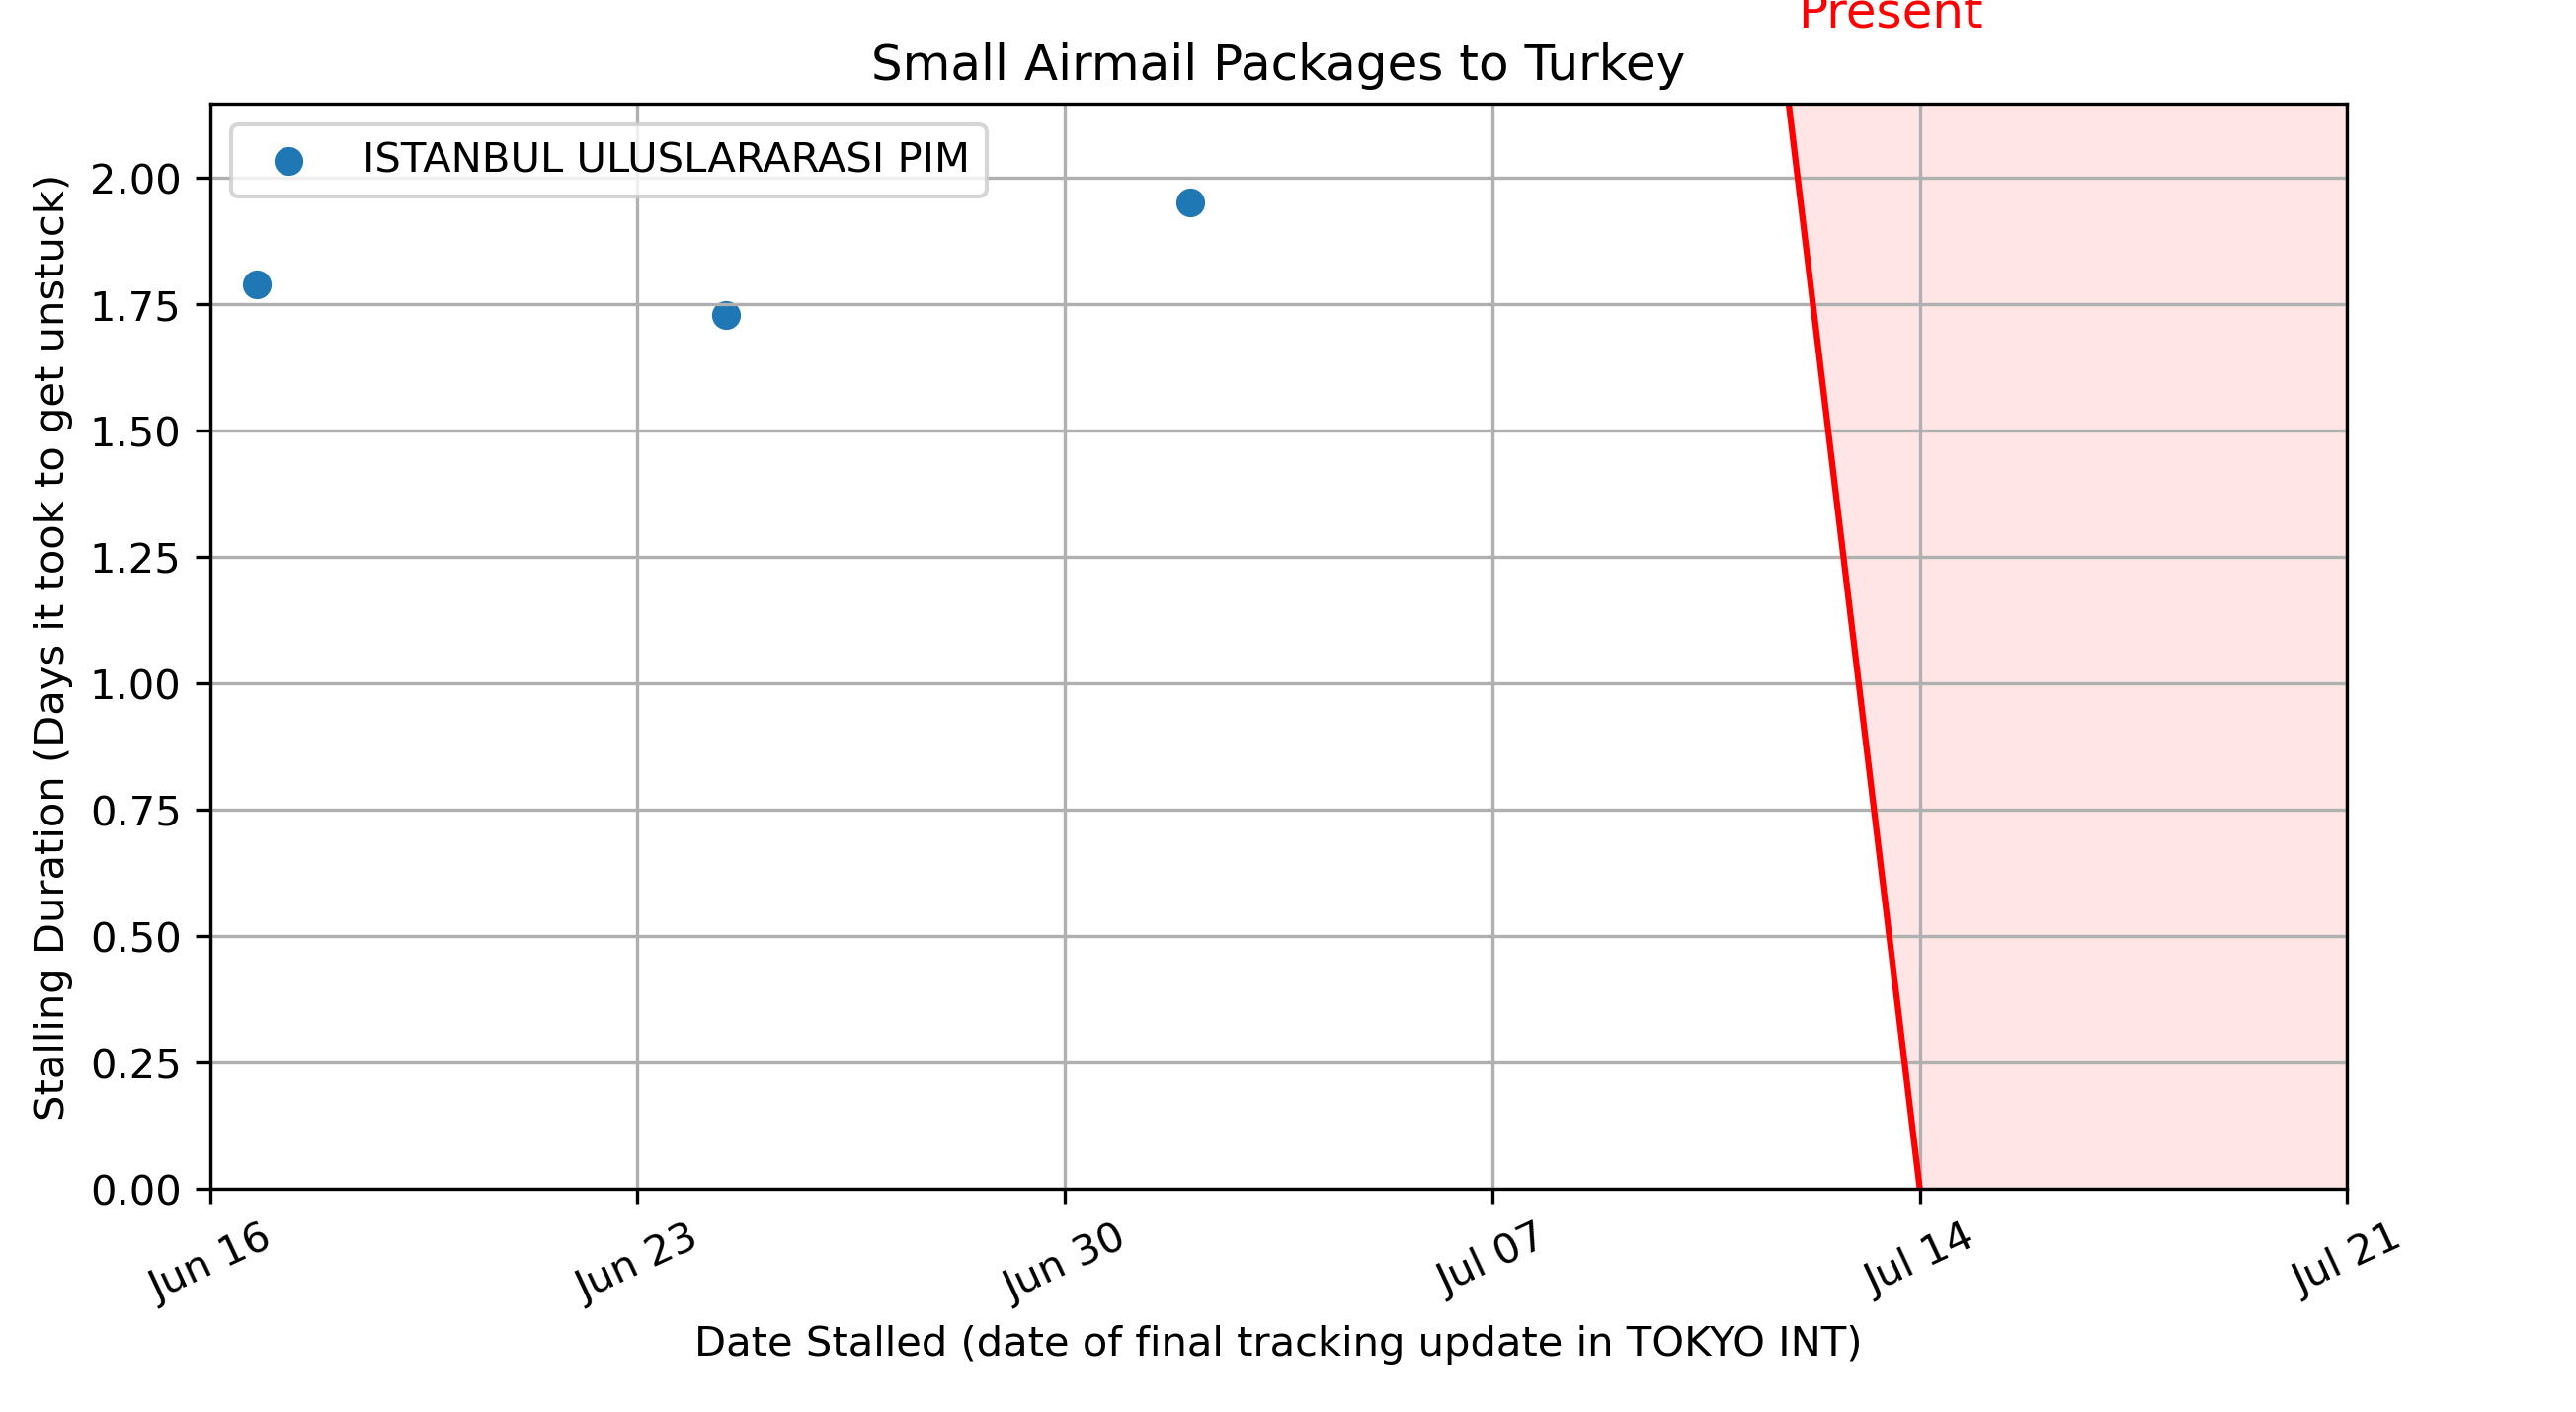 Present
Small Airmail Packages to Turkey
ISTANBUL ULUSLARARASI PIM
Stalling Duration (Days it took to get unstuck)
2.00
1.75
1.50
1.25
1.00
0.75
0.50
0.25
0.00
Jun 16
Jun 23
Jun 30
Jul 07
Jul 14
Jul 21
Date Stalled (date of final tracking update in TOKYO INT)